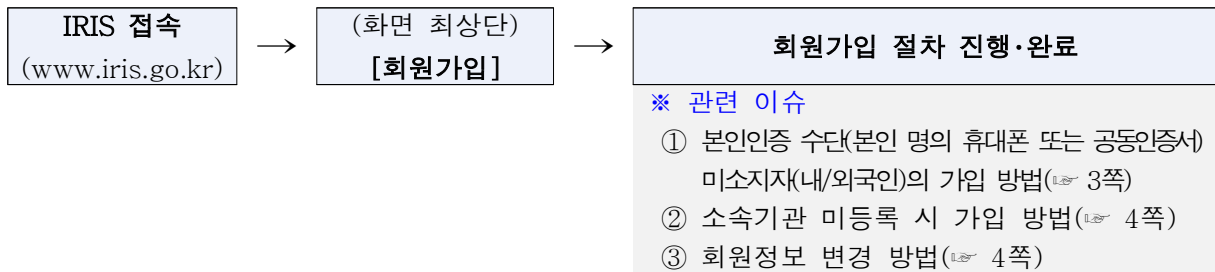 IRIS 접속
(www.iris.go.kr)
→
(화면 최상단)
[회원가입]
→
회원가입 절차 진행·완료
※ 관련 이슈
① 본인인증 수단(본인 명의 휴대폰 또는 공동인증서)
미소지자(내/외국인)의 가입 방법(☞ 3쪽)
② 소속기관 미등록 시 가입 방법(☞ 4쪽)
③ 회원정보 변경 방법(☞ 4쪽)